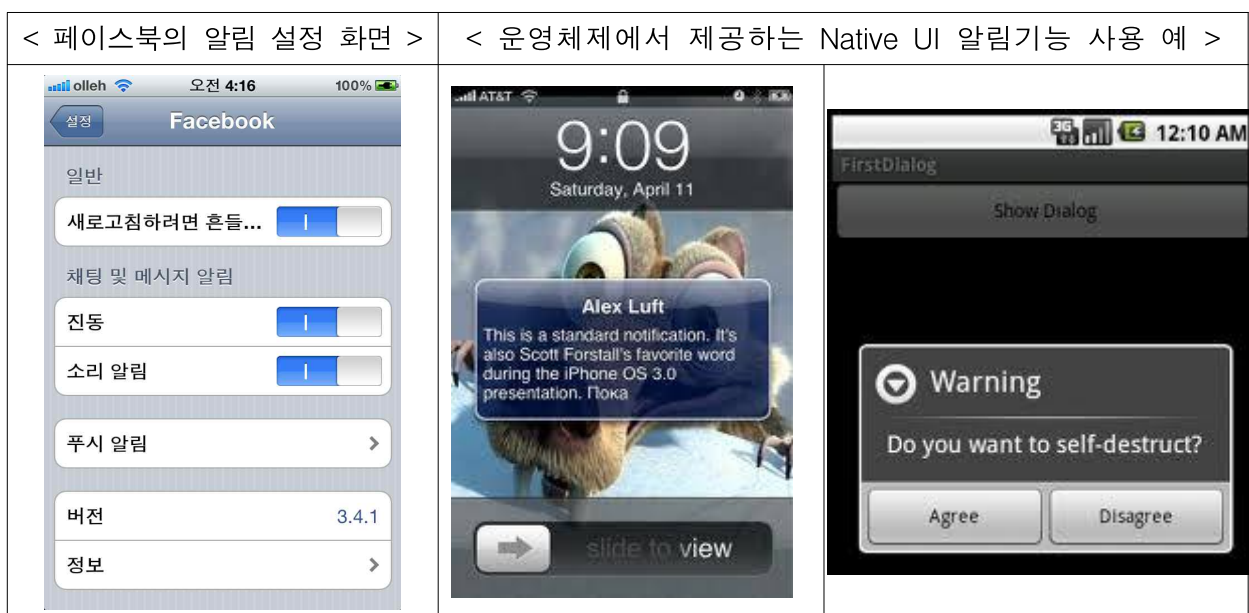 < 페이스북의 알림 설정 화면 >
< 운영체제에서 제공하는 Native UI 알림기능 사용 예 >
olleh 오전 4:16 100%
설정 Facebook
일반
새로고침하려면 흔들...
채팅 및 메시지 알림
진동
소리 알림
푸시 알림
버전 3.4.1
정보
AT&T
9:09
Saturday, April 11
Alex Luft
This is a standard notification. It's
also Scott Forstall's favorite word
during the iPhone OS 3.0
presentation. Пока
slide to view
3G 12:10 AM
FirstDialog
Show Dialog
Warning
Do you want to self-destruct?
Agree Disagree